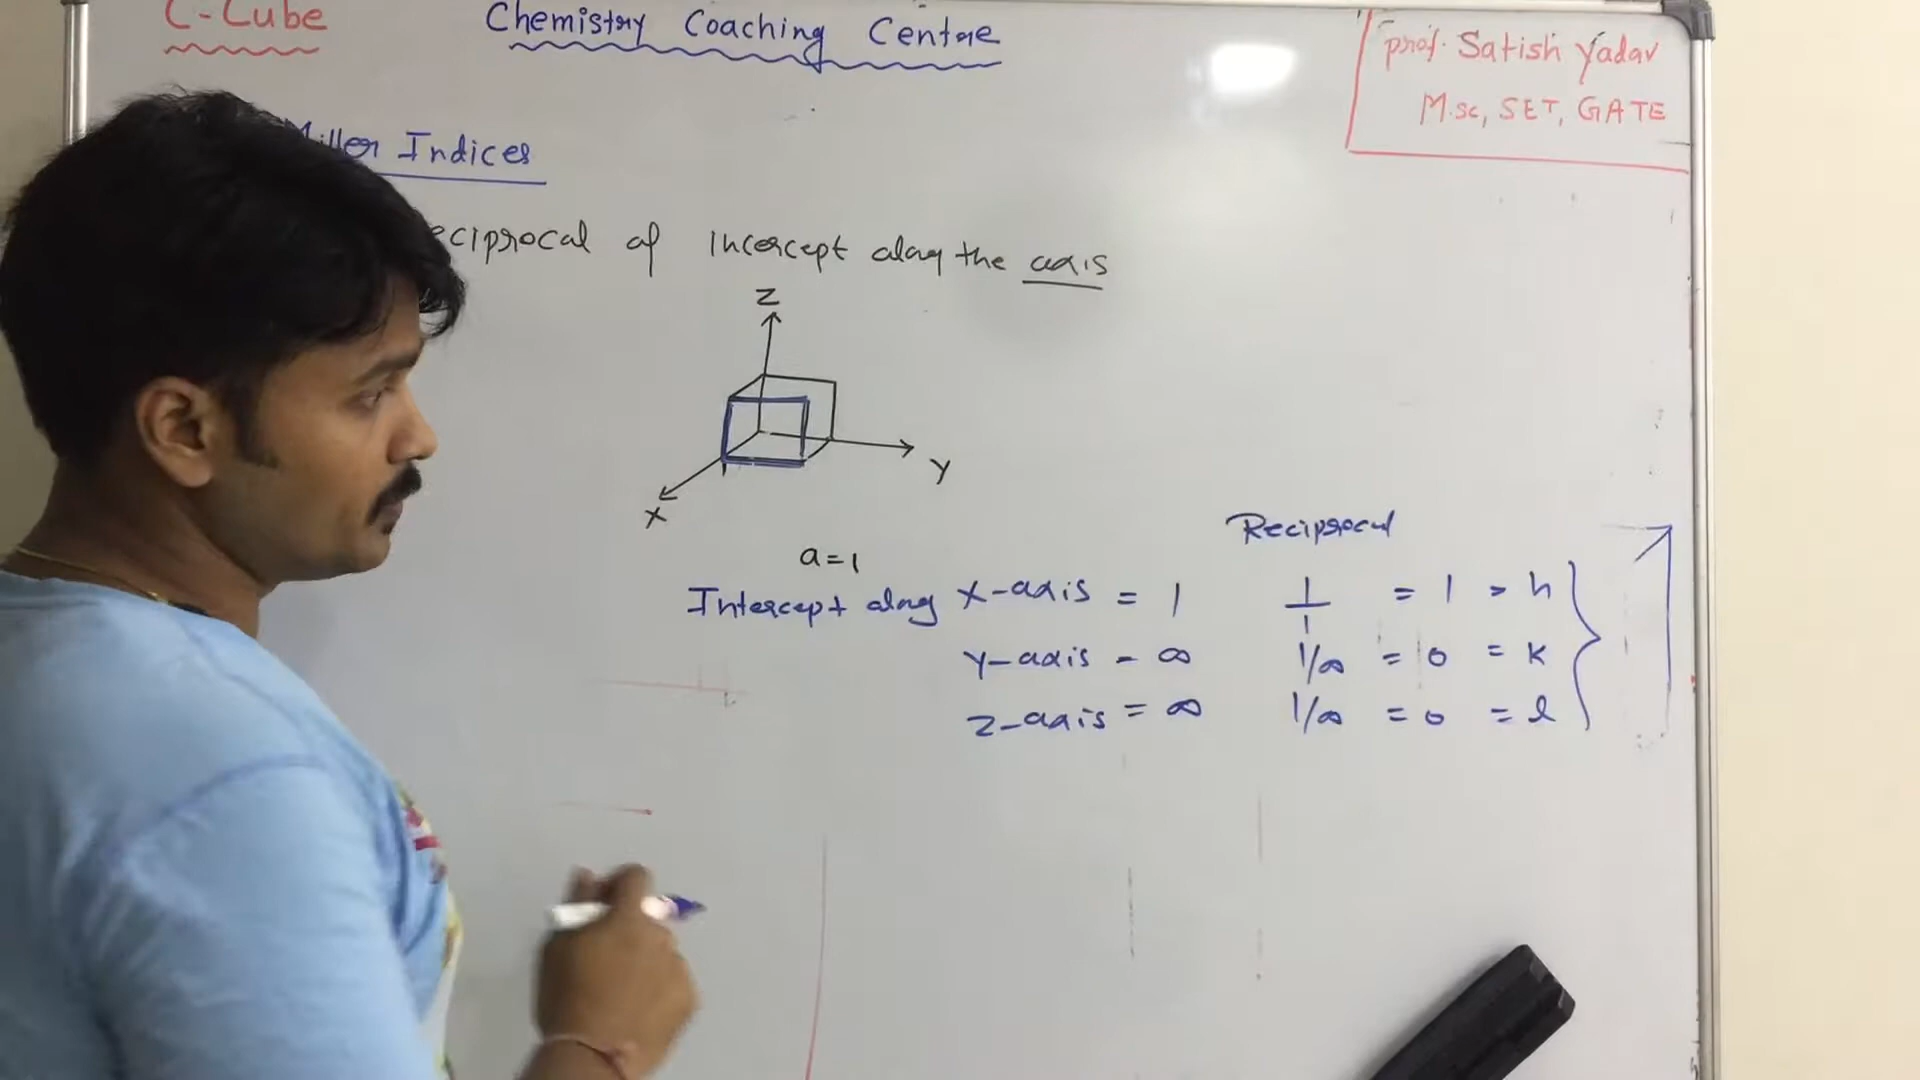 C-Cube Chemistry Coaching Centre
prof. Satish Yadav
M.sc, SET, GATE
Miller Indices
eciprocal of Intercept along the axis
Z
Y
X
Reciprocal
a=1
Intercept along X-axis = 1 1/1 = 1 = h
Y-axis - ∞ 1/∞ = 0 = k
Z-axis = ∞ 1/∞ = 0 = l